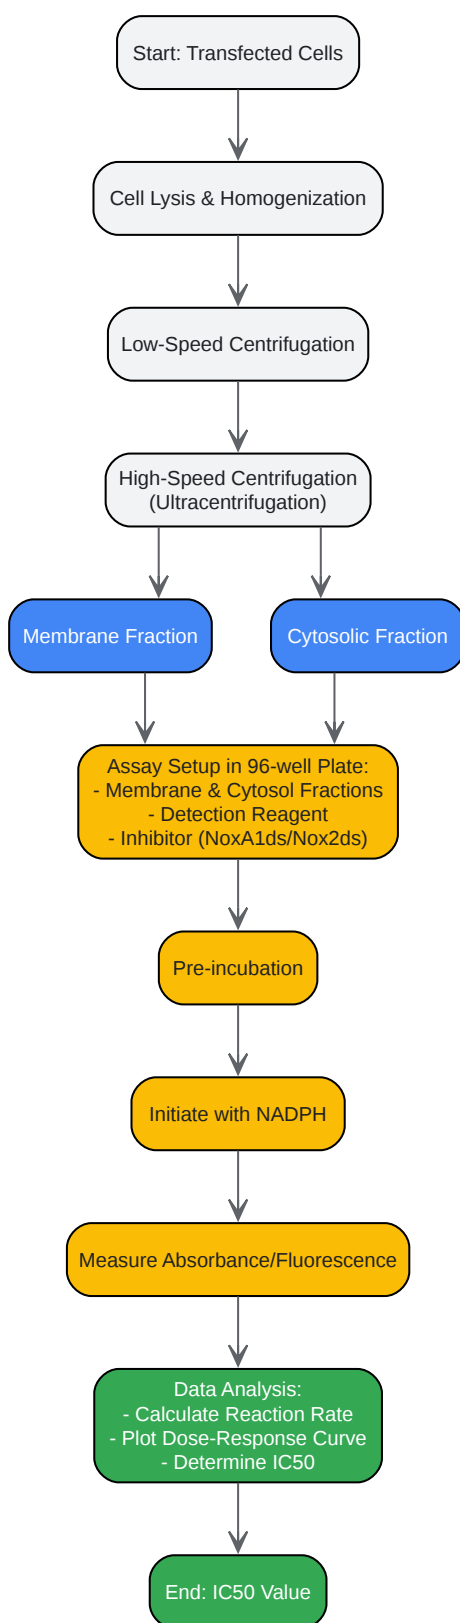 Start: Transfected Cells
Cell Lysis & Homogenization
Low-Speed Centrifugation
High-Speed Centrifugation
(Ultracentrifugation)
Membrane Fraction
Cytosolic Fraction
Assay Setup in 96-well Plate:
- Membrane & Cytosol Fractions
- Detection Reagent
- Inhibitor (NoxA1ds/Nox2ds)
Pre-incubation
Initiate with NADPH
Measure Absorbance/Fluorescence
Data Analysis:
- Calculate Reaction Rate
- Plot Dose-Response Curve
- Determine IC50
End: IC50 Value